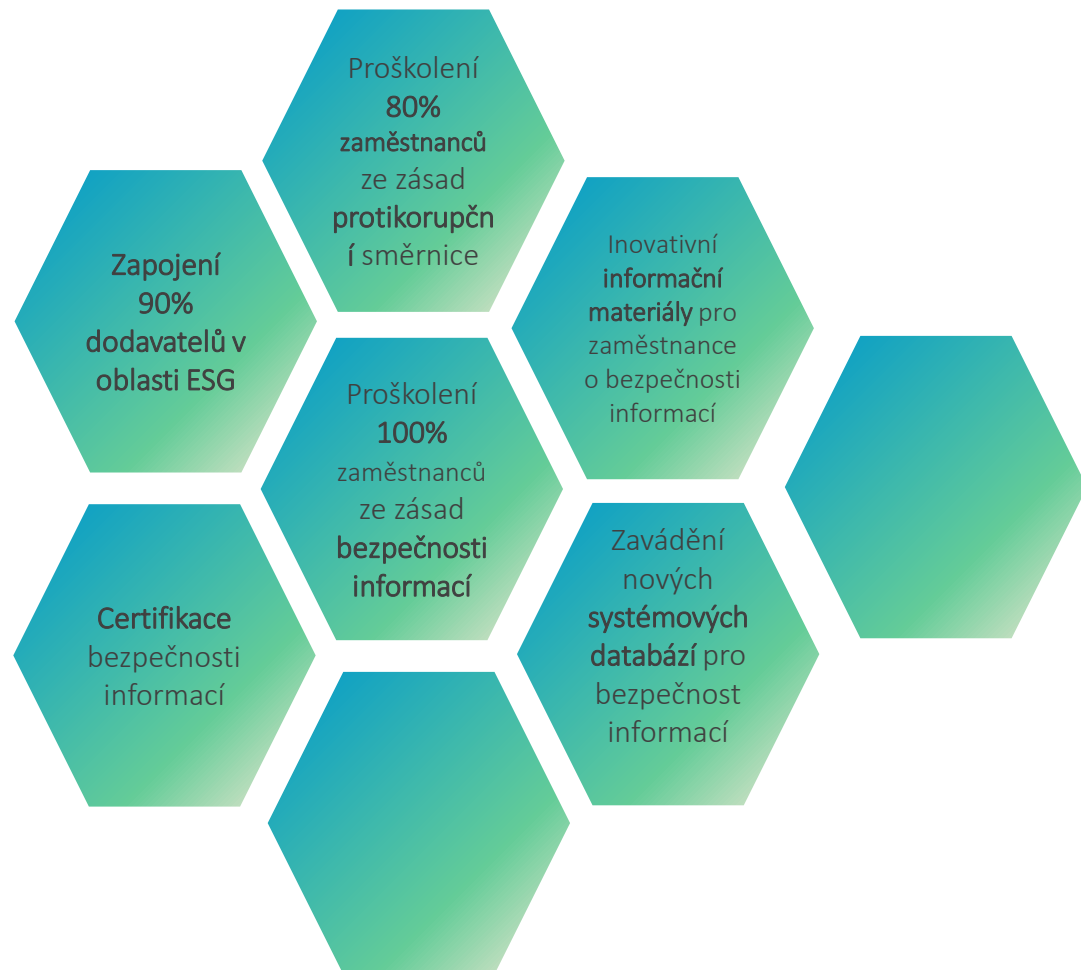 Proškolení
80%
zaměstnanců
ze zásad
protikorupčn
í směrnice
Zapojení
90%
dodavatelů v
oblasti ESG
Inovativní
informační
materiály pro
zaměstnance
o bezpečnosti
informací
Proškolení
100%
zaměstnanců
ze zásad
bezpečnosti
informací
Certifikace
bezpečnosti
informací
Zavádění
nových
systémových
databází pro
bezpečnost
informací